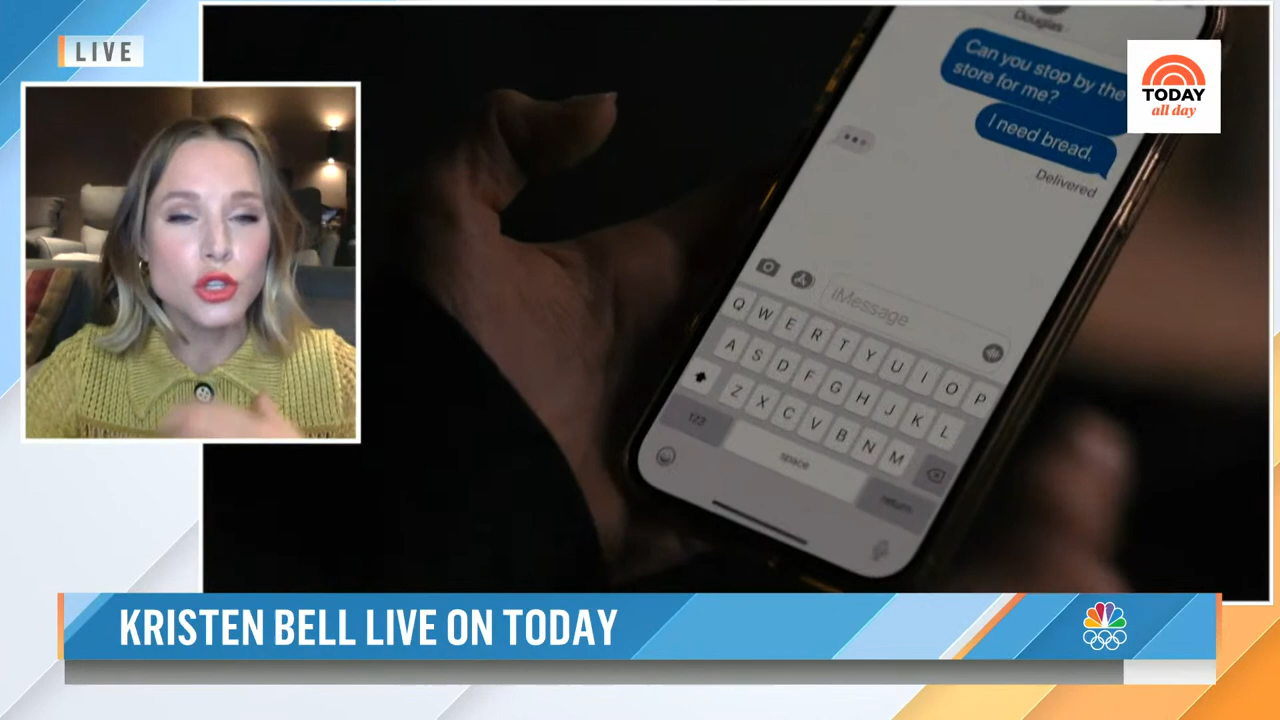 LIVE
Douglas
Can you stop by the
store for me?
I need bread.
Delivered
TODAY
all day
iMessage
Q W E R T Y U I O P
A S D F G H J K L
Z X C V B N M
123
space
return
KRISTEN BELL LIVE ON TODAY